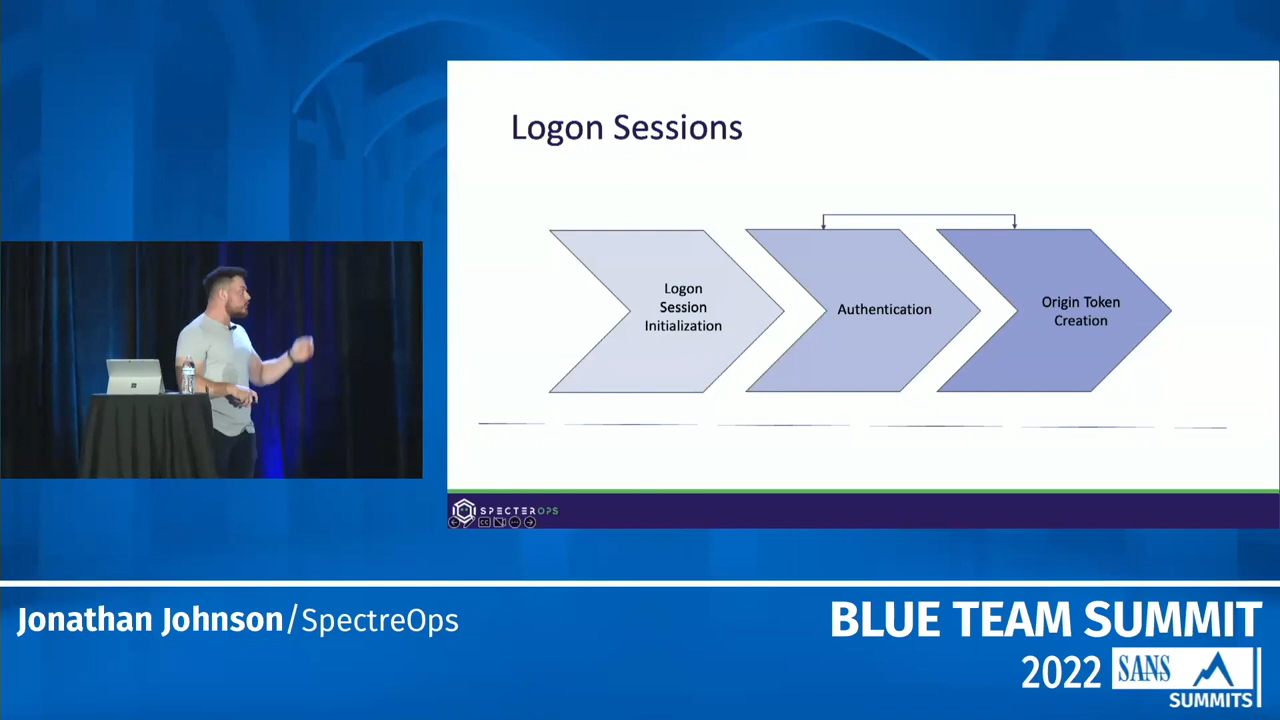 Logon Sessions
Logon
Session
Initialization
Authentication
Origin Token
Creation
SPECTEROPS
CC
Jonathan Johnson/SpectreOps
BLUE TEAM SUMMIT
2022
SANS
SUMMITS